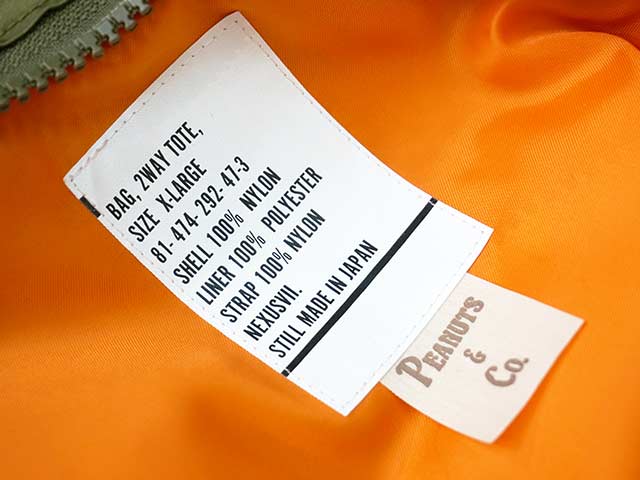 BAG, 2WAY TOTE,
SIZE X-LARGE
81-474-292-47-3
SHELL 100% NYLON
LINER 100% POLYESTER
STRAP 100% NYLON
NEXUSVII.
STILL MADE IN JAPAN
PEANUTS
&
Co.